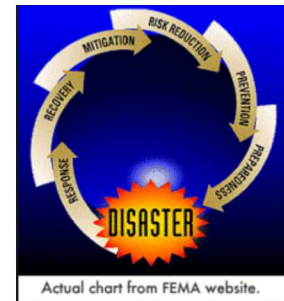 DISASTER
RESPONSE
RECOVERY
MITIGATION
RISK REDUCTION
PREVENTION
PREPAREDNESS
Actual chart from FEMA website.